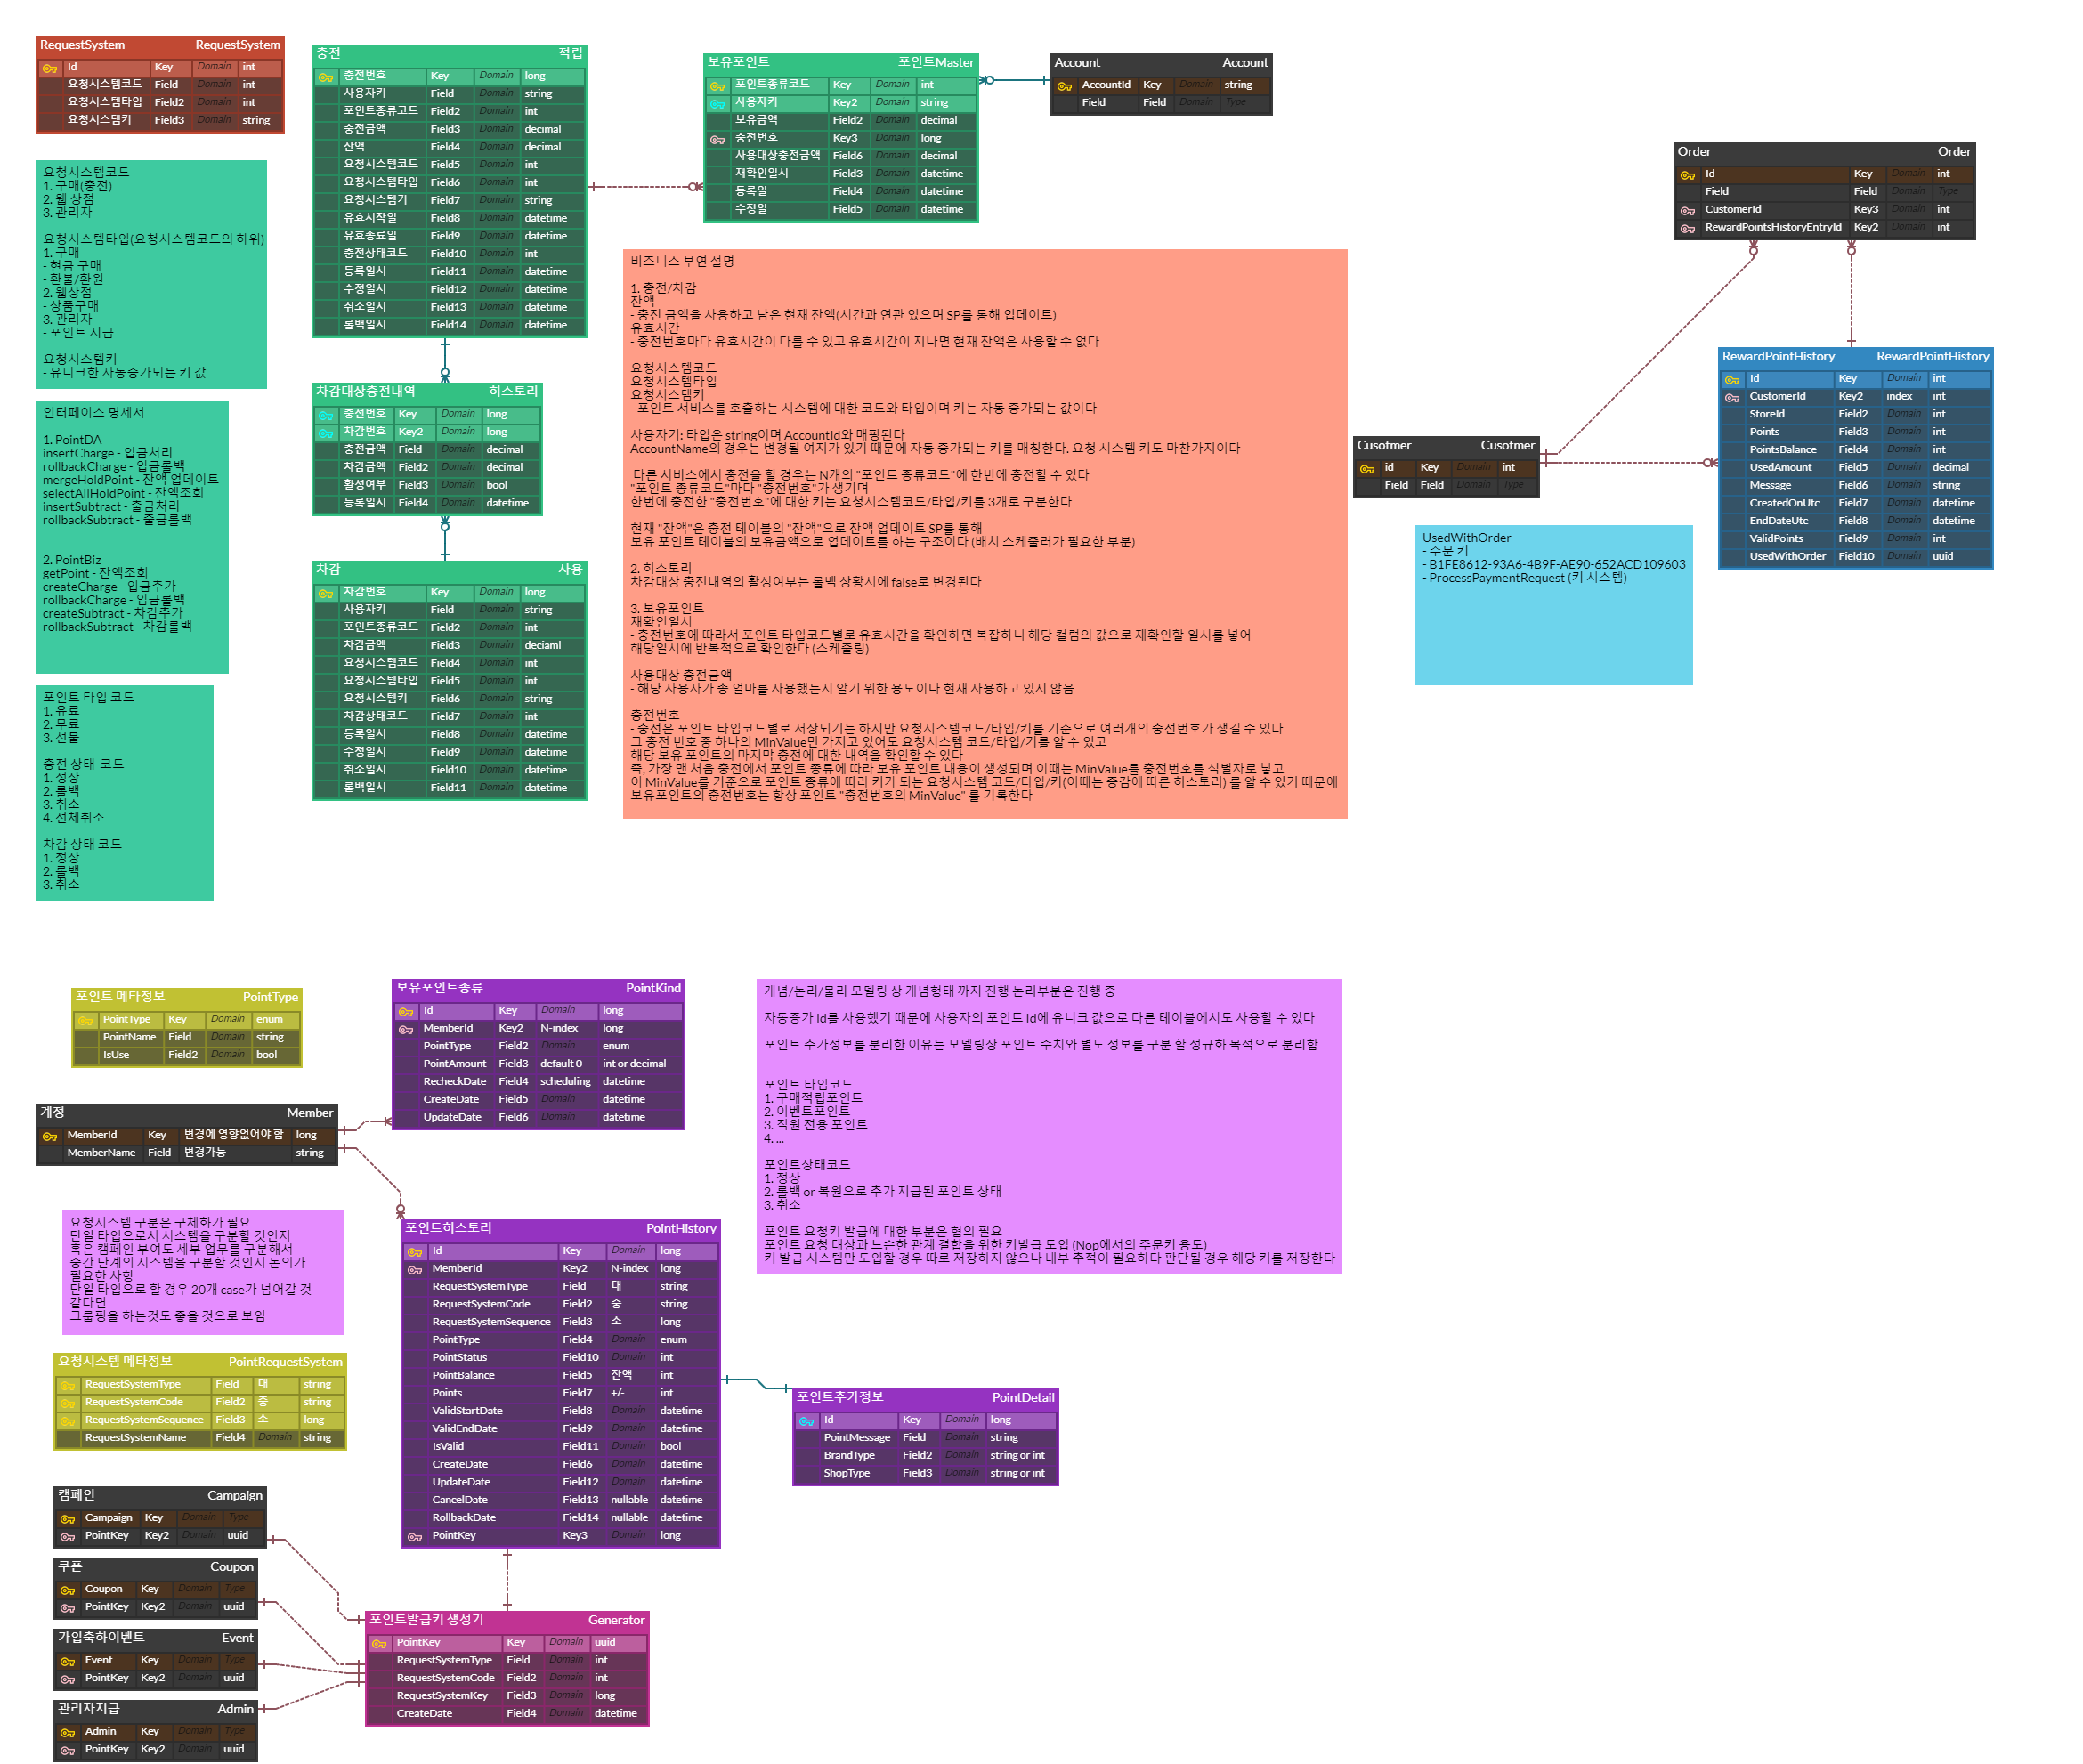 RequestSystem RequestSystem
Id Key Domain int
요청시스템코드 Field Domain int
요청시스템타입 Field2 Domain int
요청시스템키 Field3 Domain string
요청시스템코드
1. 구매(충전)
2. 웹 상점
3. 관리자
요청시스템타입(요청시스템코드의 하위)
1. 구매
- 현금 구매
- 환불/환원
2. 웹상점
- 상품구매
3. 관리자
- 포인트 지급
요청시스템키
- 유니크한 자동증가되는 키 값
인터페이스 명세서
1. PointDA
insertCharge - 입금처리
rollbackCharge - 입금롤백
mergeHoldPoint - 잔액 업데이트
selectAllHoldPoint - 잔액조회
insertSubtract - 출금처리
rollbackSubtract - 출금롤백
2. PointBiz
getPoint - 잔액조회
createCharge - 입금추가
rollbackCharge - 입금롤백
createSubtract - 차감추가
rollbackSubtract - 차감롤백
포인트 타입 코드
1. 유료
2. 무료
3. 선물
충전 상태 코드
1. 정상
2. 롤백
3. 취소
4. 전체취소
차감 상태 코드
1. 정상
2. 롤백
3. 취소
충전 적립
충전번호 Key Domain long
사용자키 Field Domain string
포인트종류코드 Field2 Domain int
충전금액 Field3 Domain decimal
잔액 Field4 Domain decimal
요청시스템코드 Field5 Domain int
요청시스템타입 Field6 Domain int
요청시스템키 Field7 Domain string
유효시작일 Field8 Domain datetime
유효종료일 Field9 Domain datetime
충전상태코드 Field10 Domain int
등록일시 Field11 Domain datetime
수정일시 Field12 Domain datetime
취소일시 Field13 Domain datetime
롤백일시 Field14 Domain datetime
차감대상충전내역 히스토리
충전번호 Key Domain long
차감번호 Key2 Domain long
충전금액 Field Domain decimal
차감금액 Field2 Domain decimal
활성여부 Field3 Domain bool
등록일시 Field4 Domain datetime
차감 사용
차감번호 Key Domain long
사용자키 Field Domain string
포인트종류코드 Field2 Domain int
차감금액 Field3 Domain deciaml
요청시스템코드 Field4 Domain int
요청시스템타입 Field5 Domain int
요청시스템키 Field6 Domain string
차감상태코드 Field7 Domain int
등록일시 Field8 Domain datetime
수정일시 Field9 Domain datetime
취소일시 Field10 Domain datetime
롤백일시 Field11 Domain datetime
보유포인트 포인트Master
포인트종류코드 Key Domain int
사용자키 Key2 Domain string
보유금액 Field2 Domain decimal
충전번호 Key3 Domain long
사용대상충전금액 Field6 Domain decimal
재확인일시 Field3 Domain datetime
등록일 Field4 Domain datetime
수정일 Field5 Domain datetime
Account Account
AccountId Key Domain string
Field Field Domain Type
비즈니스 부연 설명
1. 충전/차감
잔액
- 충전 금액을 사용하고 남은 현재 잔액(시간과 연관 있으며 SP를 통해 업데이트)
유효시간
- 충전번호마다 유효시간이 다를 수 있고 유효시간이 지나면 현재 잔액은 사용할 수 없다
요청시스템코드
요청시스템타입
요청시스템키
- 포인트 서비스를 호출하는 시스템에 대한 코드와 타입이며 키는 자동 증가되는 값이다
사용자키: 타입은 string이며 AccountId와 매핑된다
AccountName의 경우는 변경될 여지가 있기 때문에 자동 증가되는 키를 매칭한다. 요청 시스템 키도 마찬가지이다
다른 서비스에서 충전을 할 경우는 N개의 "포인트 종류코드"에 한번에 충전할 수 있다
"포인트 종류코드"마다 "충전번호"가 생기며
한번에 충전한 "충전번호"에 대한 키는 요청시스템코드/타입/키를 3개로 구분한다
현재 "잔액"은 충전 테이블의 "잔액"으로 잔액 업데이트 SP를 통해
보유 포인트 테이블의 보유금액으로 업데이트를 하는 구조이다 (배치 스케줄러가 필요한 부분)
2. 히스토리
차감대상 충전내역의 활성여부는 롤백 상황시에 false로 변경된다
3. 보유포인트
재확인일시
- 충전번호에 따라서 포인트 타입코드별로 유효시간을 확인하면 복잡하니 해당 컬럼의 값으로 재확인할 일시를 넣어
해당일시에 반복적으로 확인한다 (스케줄링)
사용대상 충전금액
- 해당 사용자가 종 얼마를 사용했는지 알기 위한 용도이나 현재 사용하고 있지 않음
충전번호
- 충전은 포인트 타입코드별로 저장되기는 하지만 요청시스템코드/타입/키를 기준으로 여러개의 충전번호가 생길 수 있다
그 충전 번호 중 하나의 MinValue만 가지고 있어도 요청시스템 코드/타입/키를 알 수 있고
해당 보유 포인트의 마지막 충전에 대한 내역을 확인할 수 있다
즉, 가장 맨 처음 충전에서 포인트 종류에 따라 보유 포인트 내용이 생성되며 이때는 MinValue를 충전번호를 식별자로 넣고
이 MinValue를 기준으로 포인트 종류에 따라 키가 되는 요청시스템 코드/타입/키(이때는 증감에 따른 히스토리) 를 알 수 있기 때문에
보유포인트의 충전번호는 항상 포인트 "충전번호의 MinValue" 를 기록한다
Order Order
Id Key Domain int
Field Field Domain Type
CustomerId Key3 Domain int
RewardPointsHistoryEntryId Key2 Domain int
RewardPointHistory RewardPointHistory
Id Key Domain int
CustomerId Key2 index int
StoreId Field2 Domain int
Points Field3 Domain int
PointsBalance Field4 Domain int
UsedAmount Field5 Domain decimal
Message Field6 Domain string
CreatedOnUtc Field7 Domain datetime
EndDateUtc Field8 Domain datetime
ValidPoints Field9 Domain int
UsedWithOrder Field10 Domain uuid
Cusotmer Cusotmer
id Key Domain int
Field Field Domain Type
UsedWithOrder
- 주문 키
- B1FE8612-93A6-4B9F-AE90-652ACD109603
- ProcessPaymentRequest (키 시스템)
포인트 메타정보 PointType
PointType Key Domain enum
PointName Field Domain string
IsUse Field2 Domain bool
보유포인트종류 PointKind
Id Key Domain long
MemberId Key2 N-index long
PointType Field2 Domain enum
PointAmount Field3 default 0 int or decimal
RecheckDate Field4 scheduling datetime
CreateDate Field5 Domain datetime
UpdateDate Field6 Domain datetime
계정 Member
MemberId Key 변경에 영향없어야 함 long
MemberName Field 변경가능 string
개념/논리/물리 모델링 상 개념형태 까지 진행 논리부분은 진행 중
자동증가 Id를 사용했기 때문에 사용자의 포인트 Id에 유니크 값으로 다른 테이블에서도 사용할 수 있다
포인트 추가정보를 분리한 이유는 모델링상 포인트 수치와 별도 정보를 구분 할 정규화 목적으로 분리함
포인트 타입코드
1. 구매적립포인트
2. 이벤트포인트
3. 직원 전용 포인트
4. ...
포인트상태코드
1. 정상
2. 롤백 or 복원으로 추가 지급된 포인트 상태
3. 취소
포인트 요청키 발급에 대한 부분은 협의 필요
포인트 요청 대상과 느슨한 관계 결합을 위한 키발급 도입 (Nop에서의 주문키 용도)
키 발급 시스템만 도입할 경우 따로 저장하지 않으나 내부 추적이 필요하다 판단될 경우 해당 키를 저장한다
요청시스템 구분은 구체화가 필요
단일 타입으로서 시스템을 구분할 것인지
혹은 캠페인 부여도 세부 업무를 구분해서
중간 단계의 시스템을 구분할 것인지 논의가
필요한 사항
단일 타입으로 할 경우 20개 case가 넘어갈 것
같다면
그룹핑을 하는것도 좋을 것으로 보임
포인트히스토리 PointHistory
Id Key Domain long
MemberId Key2 N-index long
RequestSystemType Field 대 string
RequestSystemCode Field2 중 string
RequestSystemSequence Field3 소 long
PointType Field4 Domain enum
PointStatus Field10 Domain int
PointBalance Field5 잔액 int
Points Field7 +/- int
ValidStartDate Field8 Domain datetime
ValidEndDate Field9 Domain datetime
IsValid Field11 Domain bool
CreateDate Field6 Domain datetime
UpdateDate Field12 Domain datetime
CancelDate Field13 nullable datetime
RollbackDate Field14 nullable datetime
PointKey Key3 Domain long
요청시스템 메타정보 PointRequestSystem
RequestSystemType Field 대 string
RequestSystemCode Field2 중 string
RequestSystemSequence Field3 소 long
RequestSystemName Field4 Domain string
포인트추가정보 PointDetail
Id Key Domain long
PointMessage Field Domain string
BrandType Field2 Domain string or int
ShopType Field3 Domain string or int
캠페인 Campaign
Campaign Key Domain Type
PointKey Key2 Domain uuid
쿠폰 Coupon
Coupon Key Domain Type
PointKey Key2 Domain uuid
가입축하이벤트 Event
Event Key Domain Type
PointKey Key2 Domain uuid
관리자지급 Admin
Admin Key Domain Type
PointKey Key2 Domain uuid
포인트발급키 생성기 Generator
PointKey Key Domain uuid
RequestSystemType Field Domain int
RequestSystemCode Field2 Domain int
RequestSystemKey Field3 Domain long
CreateDate Field4 Domain datetime